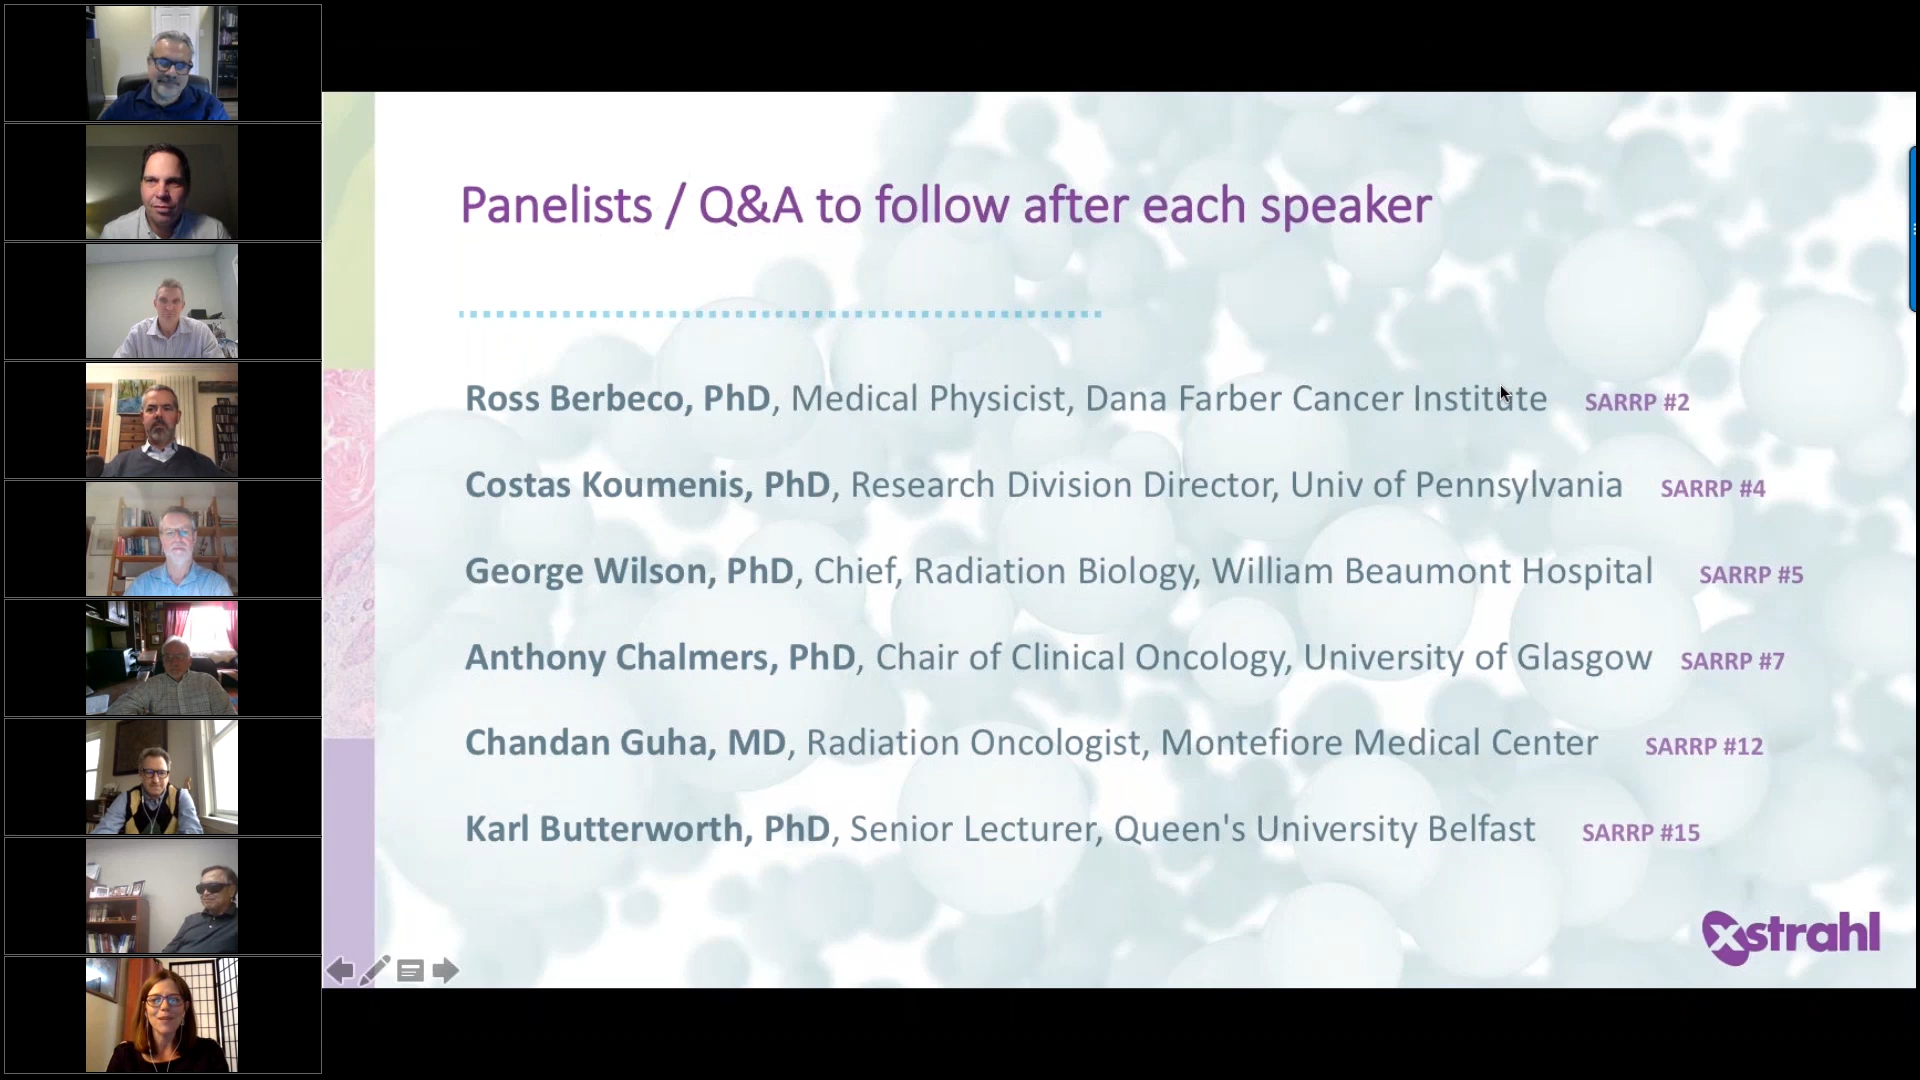 Panelists / Q&A to follow after each speaker
Ross Berbeco, PhD, Medical Physicist, Dana Farber Cancer Institute SARRP #2
Costas Koumenis, PhD, Research Division Director, Univ of Pennsylvania SARRP #4
George Wilson, PhD, Chief, Radiation Biology, William Beaumont Hospital SARRP #5
Anthony Chalmers, PhD, Chair of Clinical Oncology, University of Glasgow SARRP #7
Chandan Guha, MD, Radiation Oncologist, Montefiore Medical Center SARRP #12
Karl Butterworth, PhD, Senior Lecturer, Queen's University Belfast SARRP #15
xstrahl